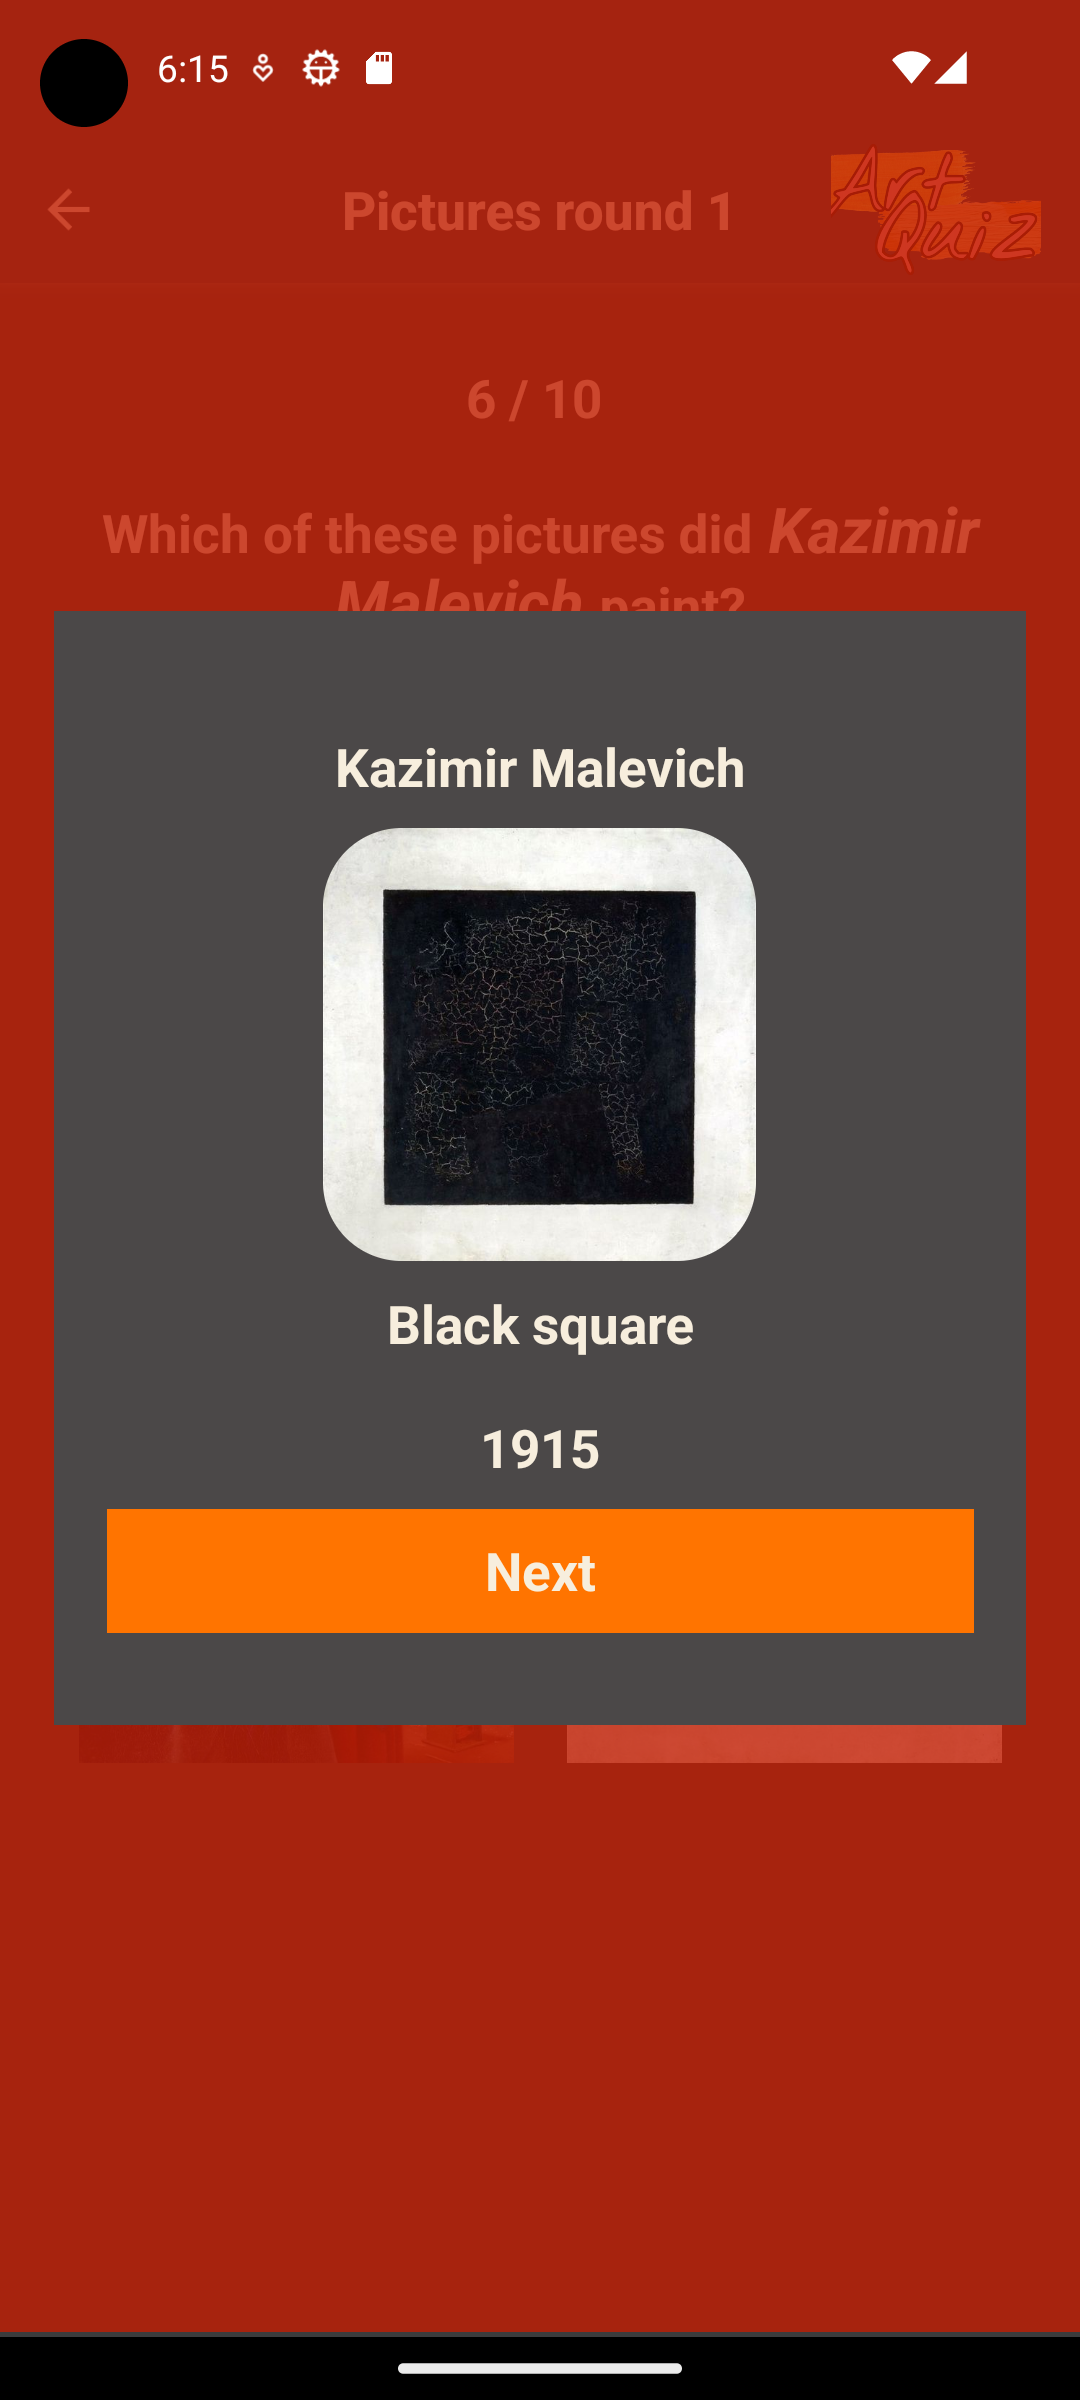 6:15
Pictures round 1
Art
Quiz
6 / 10
Which of these pictures did Kazimir
Malevich paint?
Kazimir Malevich
Black square
1915
Next